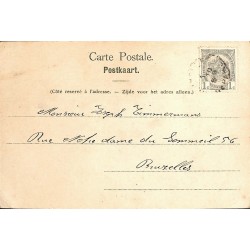 Carte Postale.
Postkaart.
(Côté réservé à l'adresse. — Zijde voor het adres alleen.)
Monsieur Joseph Timmermans
Rue Notre dame du Sommeil 56
Bruxelles